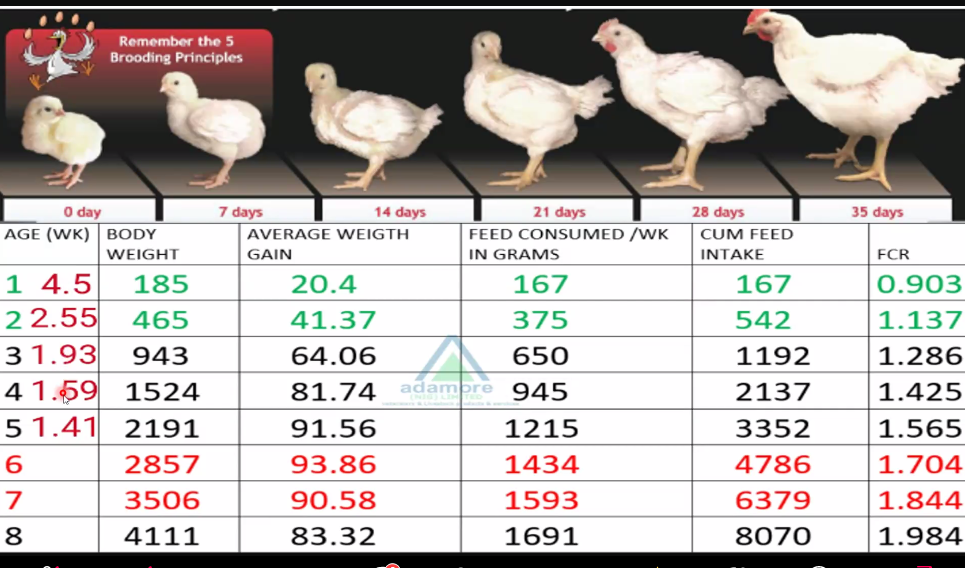 Remember the 5
Brooding Principles
0 day 7 days 14 days 21 days 28 days 35 days
AGE (WK) BODY WEIGHT AVERAGE WEIGTH GAIN FEED CONSUMED /WK IN GRAMS CUM FEED INTAKE FCR
1 4.5 185 20.4 167 167 0.903
2 2.55 465 41.37 375 542 1.137
3 1.93 943 64.06 650 1192 1.286
4 1.59 1524 81.74 945 2137 1.425
5 1.41 2191 91.56 1215 3352 1.565
6 2857 93.86 1434 4786 1.704
7 3506 90.58 1593 6379 1.844
8 4111 83.32 1691 8070 1.984
adamore
(NIG) LIMITED